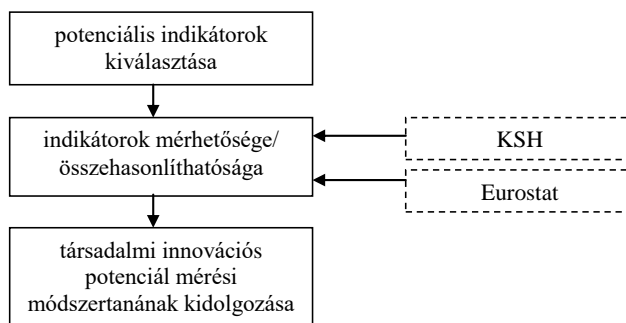 potenciális indikátorok
kiválasztása
indikátorok mérhetősége/
összehasonlíthatósága
KSH
Eurostat
társadalmi innovációs
potenciál mérési
módszertanának kidolgozása